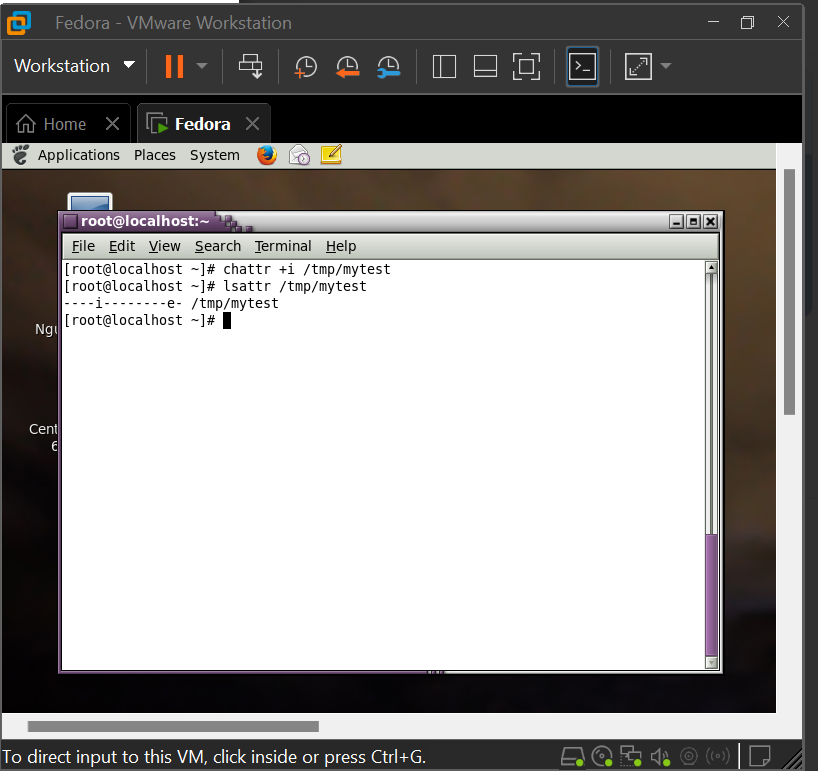 Fedora - VMware Workstation
Workstation
Home
Fedora
Applications Places System
root@localhost:~
File Edit View Search Terminal Help
[root@localhost ~]# chattr +i /tmp/mytest
[root@localhost ~]# lsattr /tmp/mytest
----i--------e- /tmp/mytest
[root@localhost ~]#
Ngu
Cent
6
To direct input to this VM, click inside or press Ctrl+G.